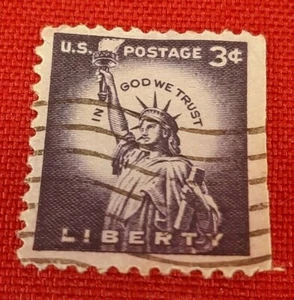 U.S. POSTAGE 3¢
IN GOD WE TRUST
LIBERTY